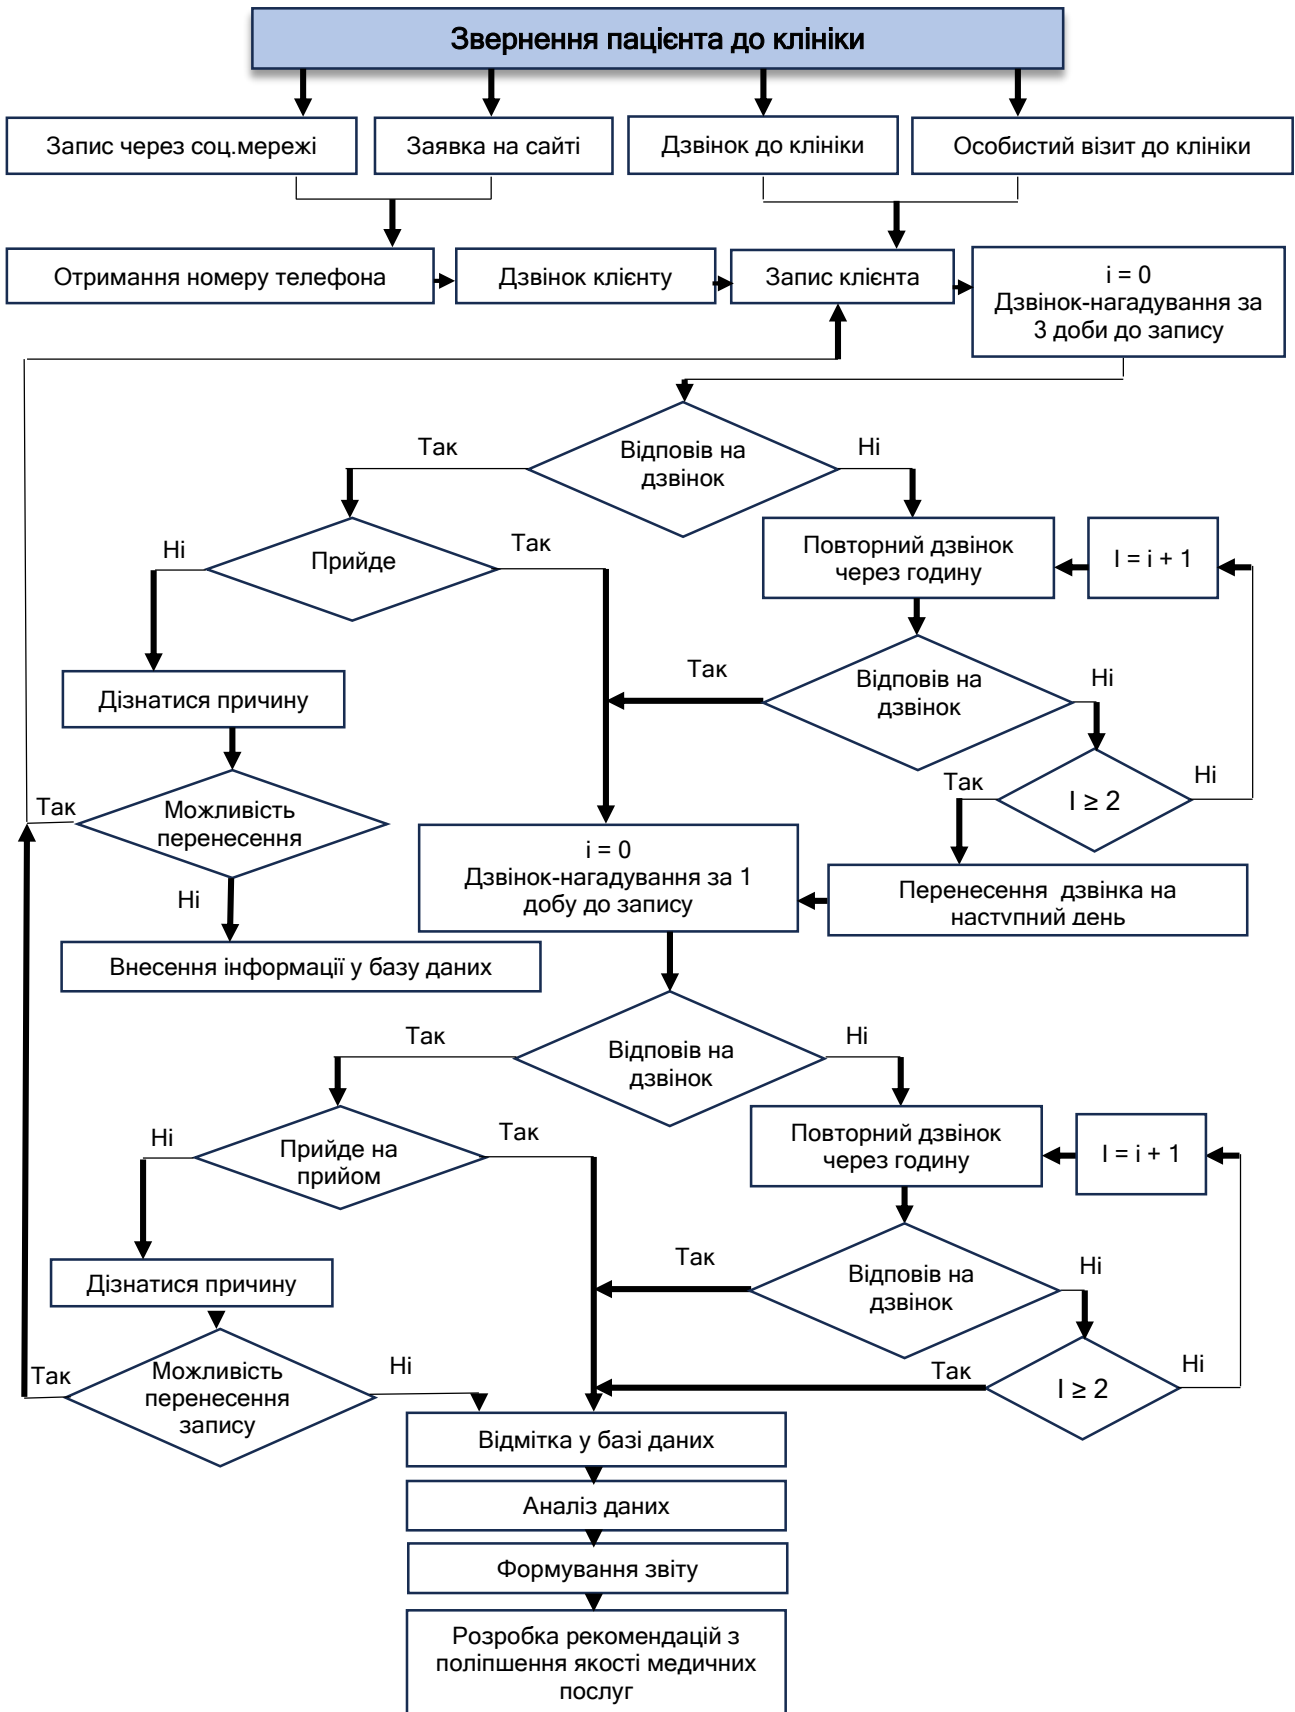 Звернення пацієнта до клініки
Запис через соц.мережі
Заявка на сайті
Дзвінок до клініки
Особистий візит до клініки
Отримання номеру телефона
Дзвінок клієнту
Запис клієнта
i = 0
Дзвінок-нагадування за
3 доби до запису
Так
Відповів на
дзвінок
Ні
Ні
Прийде
Так
Повторний дзвінок
через годину
I = i + 1
Дізнатися причину
Так
Відповів на
дзвінок
Ні
Так
Можливість
перенесення
Ні
Так
I ≥ 2
Ні
i = 0
Дзвінок-нагадування за 1
добу до запису
Перенесення  дзвінка на
наступний день
Внесення інформації у базу даних
Так
Відповів на
дзвінок
Ні
Ні
Прийде на
прийом
Так
Повторний дзвінок
через годину
I = i + 1
Дізнатися причину
Так
Відповів на
дзвінок
Ні
Так
Можливість
перенесення
запису
Ні
Так
I ≥ 2
Ні
Відмітка у базі даних
Аналіз даних
Формування звіту
Розробка рекомендацій з
поліпшення якості медичних
послуг